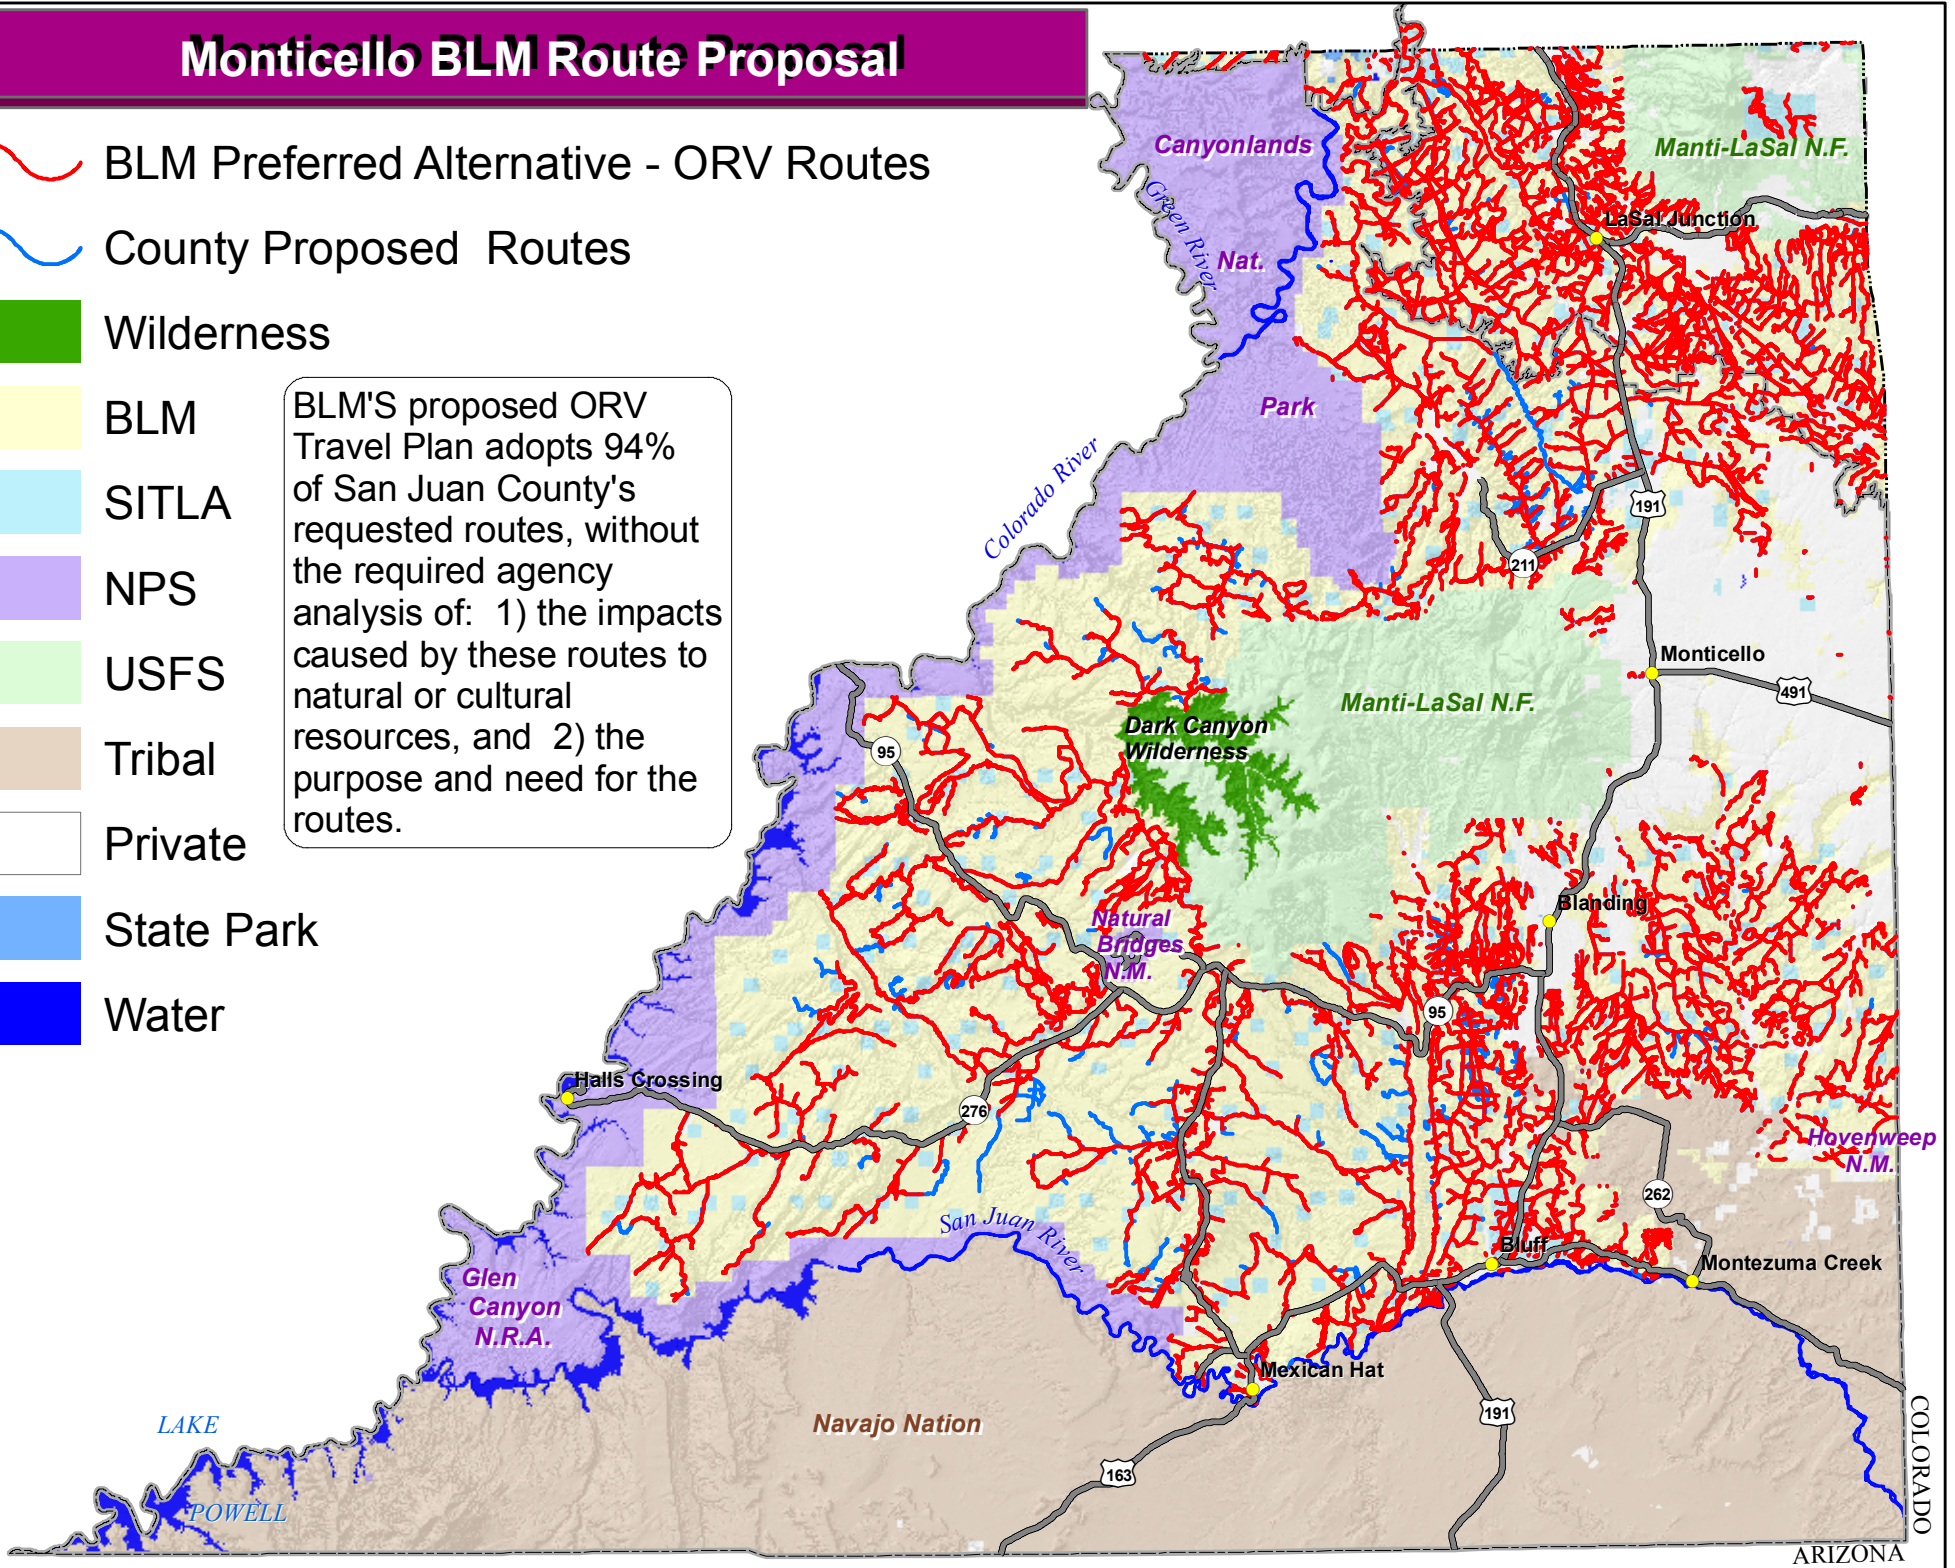 Monticello BLM Route Proposal
BLM Preferred Alternative - ORV Routes
County Proposed Routes
Wilderness
BLM
SITLA
NPS
USFS
Tribal
Private
State Park
Water
BLM'S proposed ORV
Travel Plan adopts 94%
of San Juan County's
requested routes, without
the required agency
analysis of: 1) the impacts
caused by these routes to
natural or cultural
resources, and 2) the
purpose and need for the
routes.
Canyonlands
Nat.
Park
Green River
Colorado River
Manti-LaSal N.F.
LaSal Junction
191
211
Monticello
491
Manti-LaSal N.F.
Dark Canyon
Wilderness
95
Natural
Bridges
N.M.
Blanding
95
Halls Crossing
276
Hovenweep
N.M.
262
San Juan River
Bluff
Montezuma Creek
Glen
Canyon
N.R.A.
Mexican Hat
Navajo Nation
191
163
LAKE
POWELL
COLORADO
ARIZONA